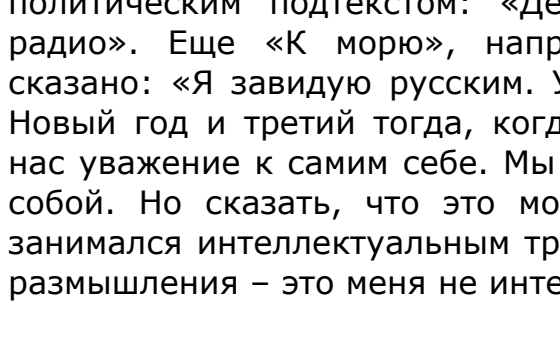 политическим подтекстом: «Де
радио». Еще «К морю», напр
сказано: «Я завидую русским. У
Новый год и третий тогда, когд
нас уважение к самим себе. Мы
собой. Но сказать, что это мо
занимался интеллектуальным тр
размышления – это меня не инте